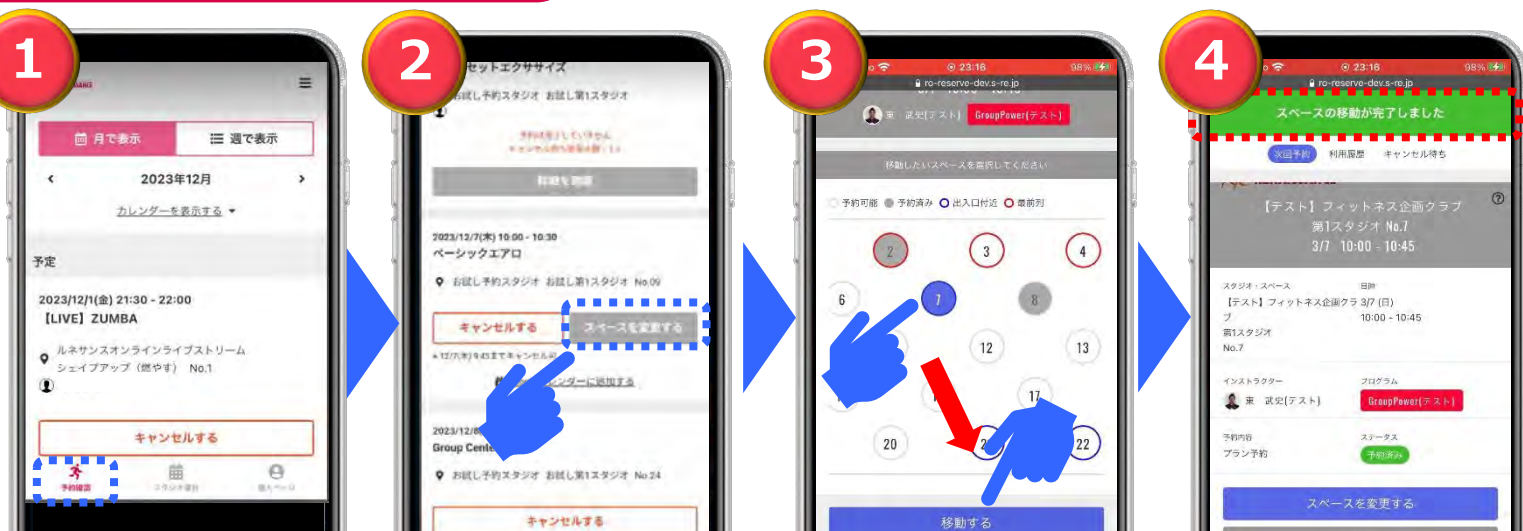 1
月で表示
週で表示
2023年12月
カレンダーを表示する
予定
2023/12/1(金) 21:30 - 22:00
【LIVE】ZUMBA
ルネサンスオンラインライブストリーム
シェイプアップ（燃やす） No.1
キャンセルする
予約確認
2
セットエクササイズ
お試し予約スタジオ お試し第1スタジオ
2023/12/7(木) 10:00 - 10:30
ベーシックエアロ
お試し予約スタジオ お試し第1スタジオ No.09
キャンセルする
スペースを変更する
ンダーに追加する
2023/12/8
Group Cente
お試し予約スタジオ お試し第1スタジオ No.24
キャンセルする
3
23:16
98%
ro-reserve-dev.s-re.jp
東 武史(テスト) GroupPower(テスト)
移動したいスペースを選択してください
予約可能 予約済み 出入口付近 最前列
2 3 4
6 7 8
12 13
17
20 22
移動する
4
23:16
98%
ro-reserve-dev.s-re.jp
スペースの移動が完了しました
次回予約 利用履歴 キャンセル待ち
【テスト】フィットネス企画クラブ
第1スタジオ No.7
3/7 10:00 - 10:45
スタジオ・スペース
日時
【テスト】フィットネス企画クラ
ブ
第1スタジオ
No.7
3/7 (日)
10:00 - 10:45
インストラクター
プログラム
東 武史(テスト)
GroupPower(テスト)
予約内容
ステータス
プラン予約
予約済み
スペースを変更する